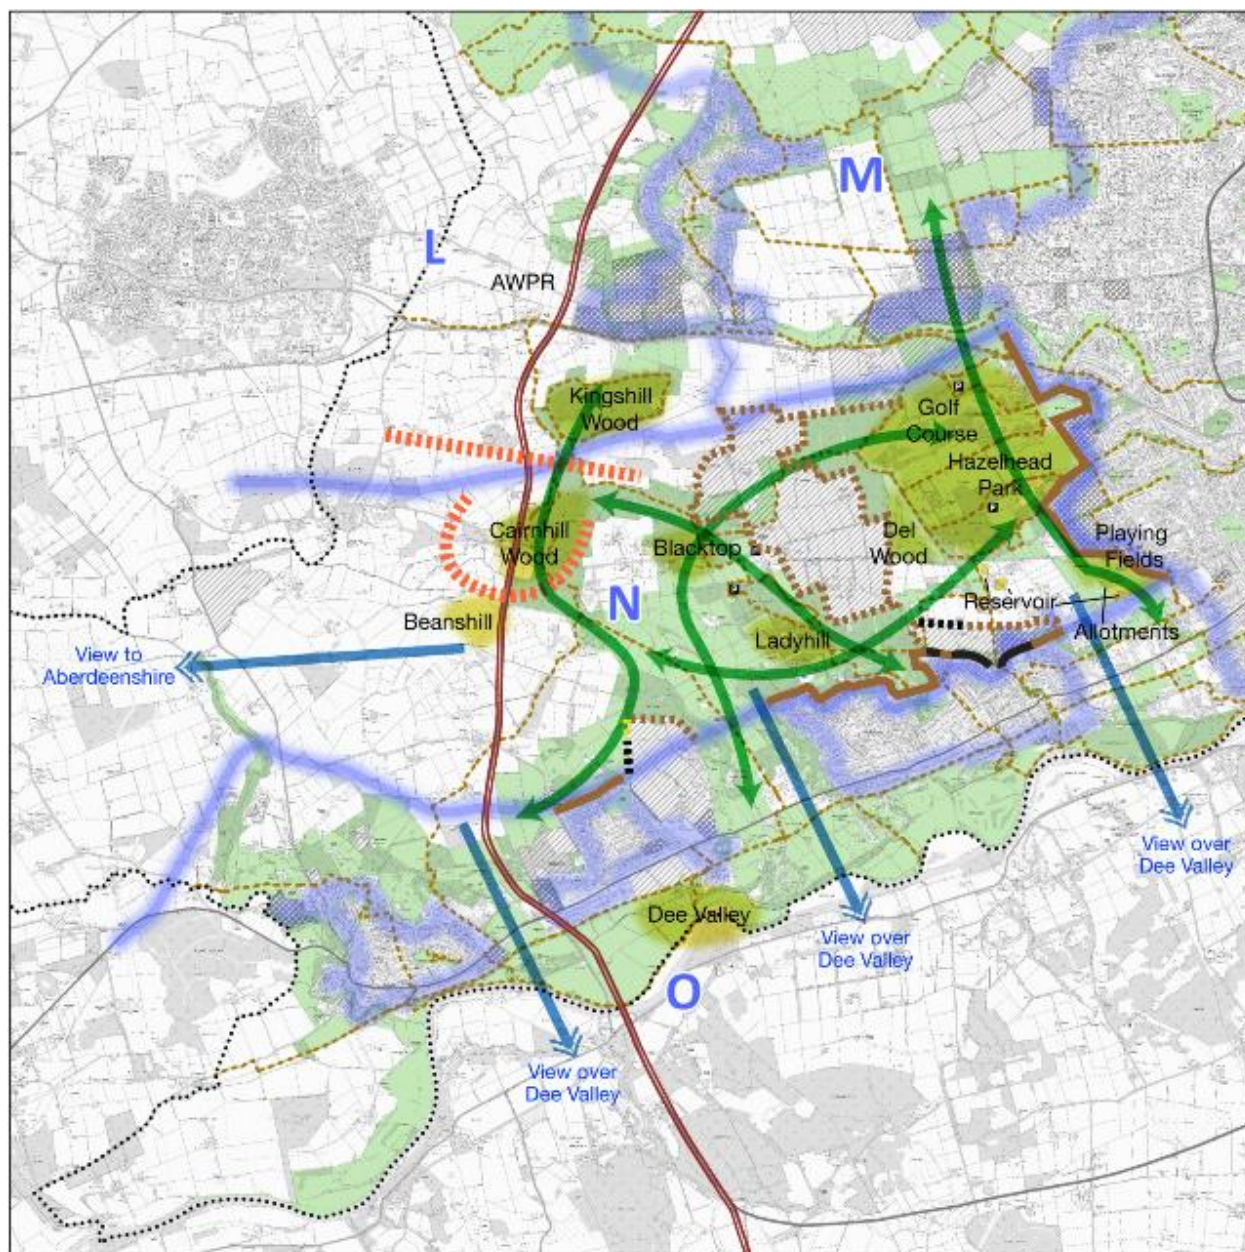 M
L
AWPR
Kingshill
Wood
Golf
Course
Hazelhead
Park
P
P
Cairnhill
Wood
Blacktop
Del
Wood
Playing
Fields
P
N
Reservoir
Beanshill
Ladyhill
Allotments
View to
Aberdeenshire
View over
Dee Valley
Dee Valley
View over
Dee Valley
O
View over
Dee Valley